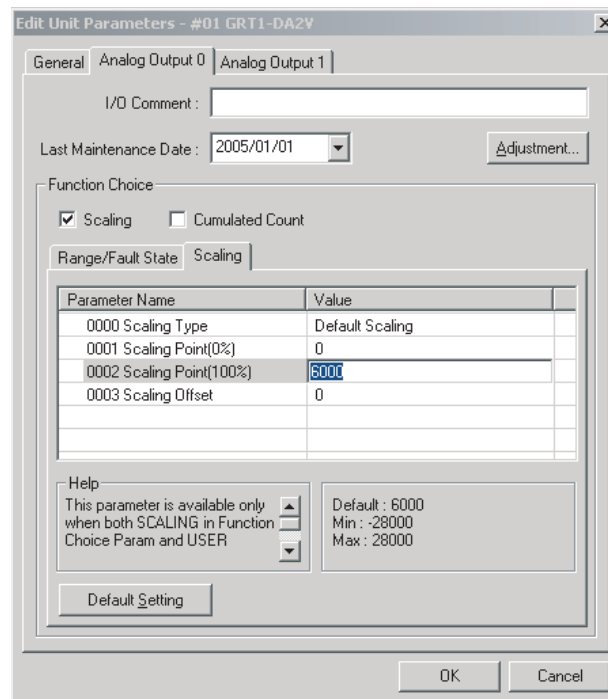 Edit Unit Parameters - #01 GRT1-DA2V
General Analog Output 0 Analog Output 1
I/O Comment :
Last Maintenance Date : 2005/01/01 Adjustment...
Function Choice
Scaling Cumulated Count
Range/Fault State Scaling
Parameter Name Value
0000 Scaling Type Default Scaling
0001 Scaling Point(0%) 0
0002 Scaling Point(100%) 6000
0003 Scaling Offset 0
Help
This parameter is available only
when both SCALING in Function
Choice Param and USER
Default : 6000
Min : -28000
Max : 28000
Default Setting
OK Cancel